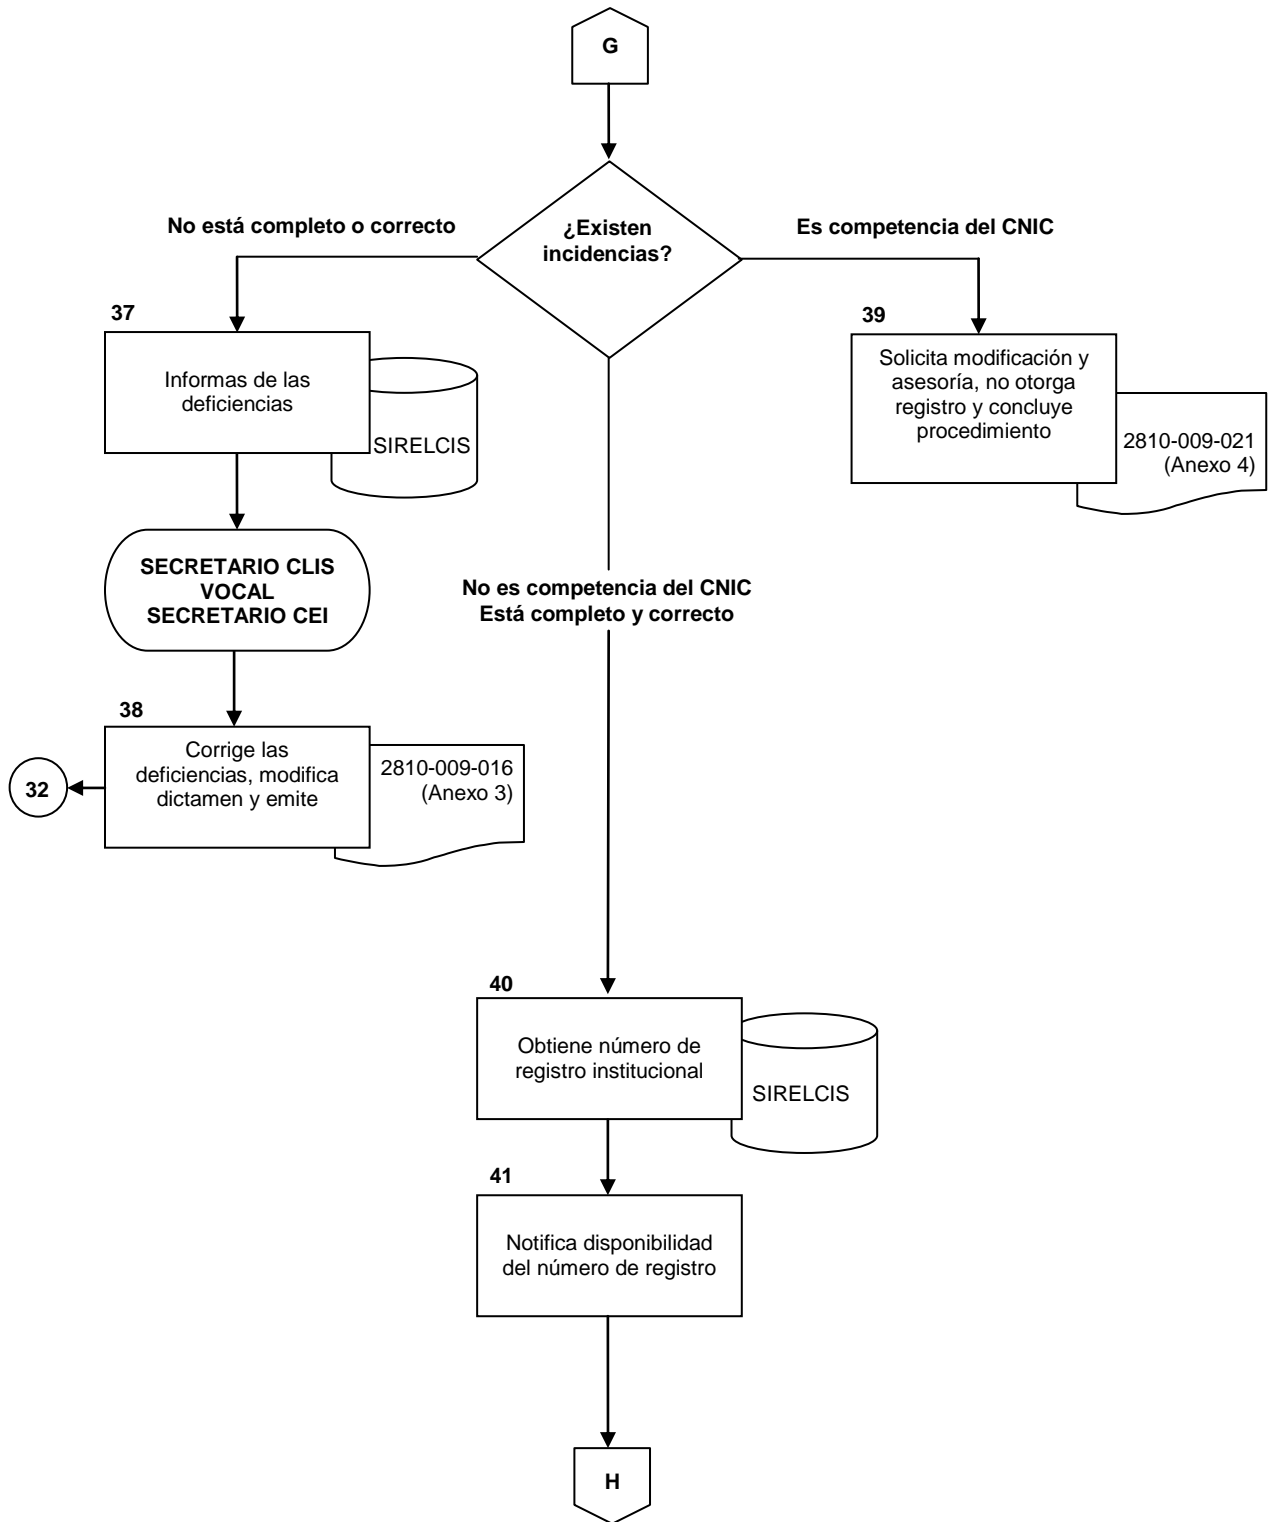 G
¿Existen
incidencias?
No está completo o correcto
Es competencia del CNIC
37
Informas de las
deficiencias
SIRELCIS
39
Solicita modificación y
asesoría, no otorga
registro y concluye
procedimiento
2810-009-021
(Anexo 4)
SECRETARIO CLIS
VOCAL
SECRETARIO CEI
No es competencia del CNIC
Está completo y correcto
38
Corrige las
deficiencias, modifica
dictamen y emite
2810-009-016
(Anexo 3)
32
40
Obtiene número de
registro institucional
SIRELCIS
41
Notifica disponibilidad
del número de registro
H